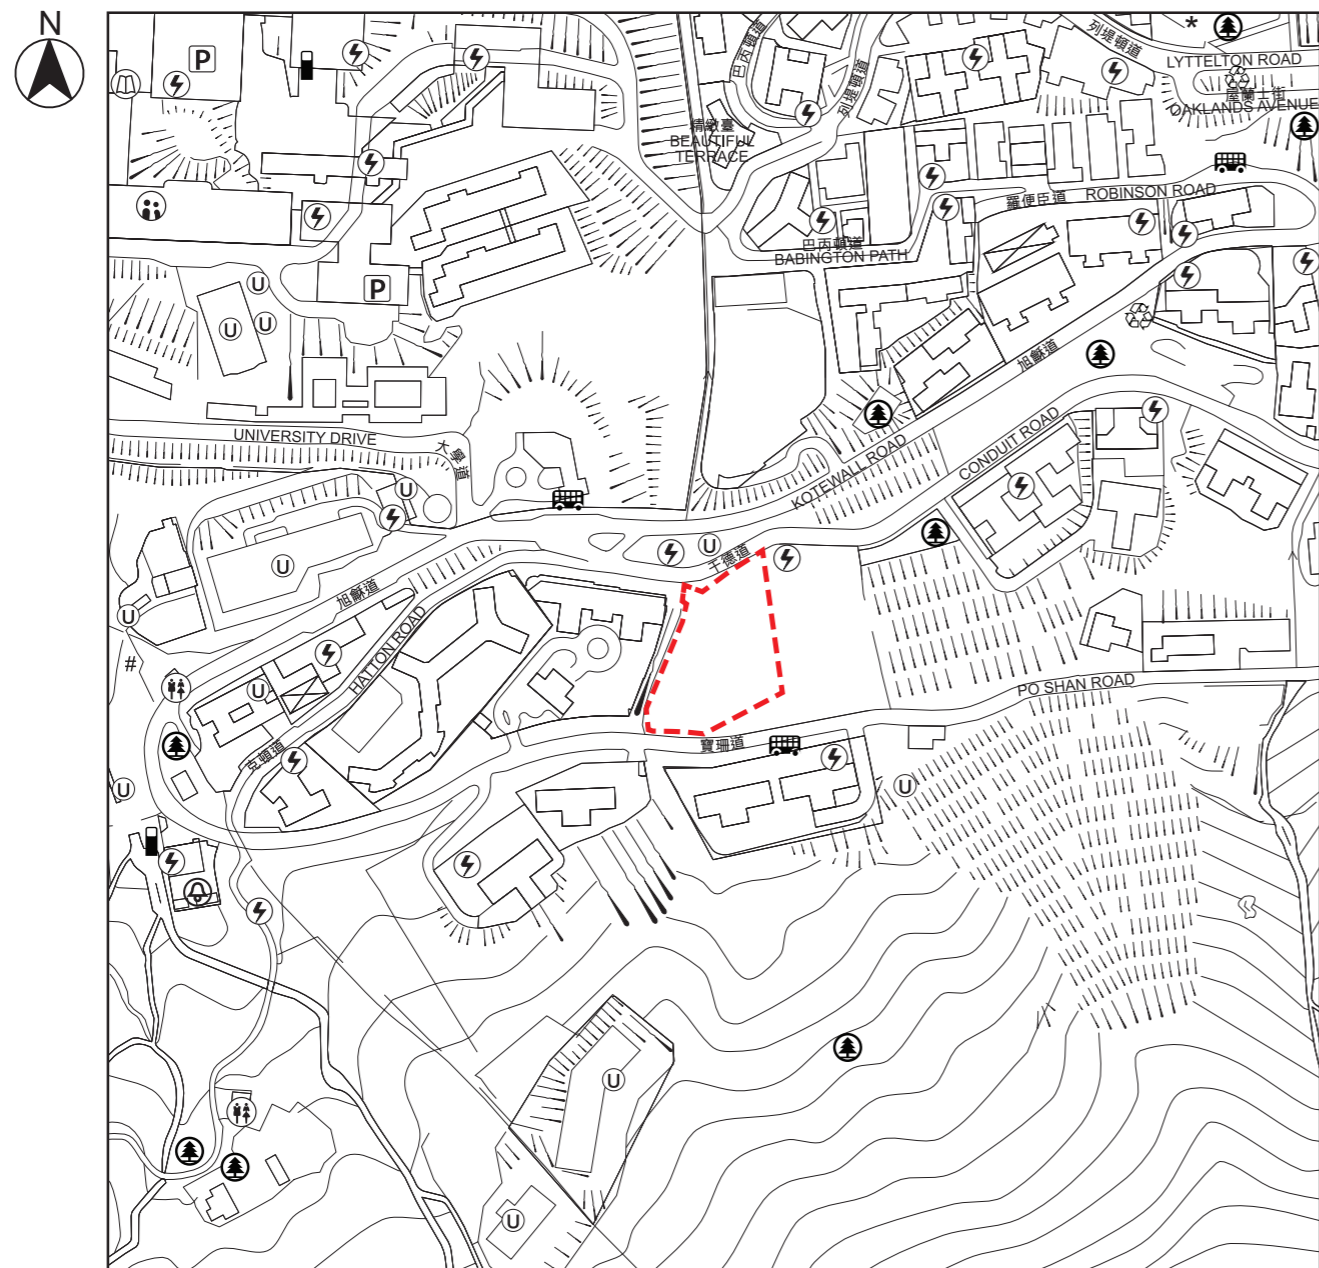 N
列堤頓道
*
LYTTELTON ROAD
屋蘭士街
OAKLANDS AVENUE
巴丙頓道
列堤頓道
P
精緻臺
BEAUTIFUL
TERRACE
羅便臣道 ROBINSON ROAD
巴丙頓道
BABINGTON PATH
U
P
U
U
旭龢道
UNIVERSITY DRIVE
大學道
KOTEWALL ROAD
CONDUIT ROAD
U
U
U
干德道
旭龢道
HATTON ROAD
U
#
U
PO SHAN ROAD
克頓道
寶珊道
U
U
U
U